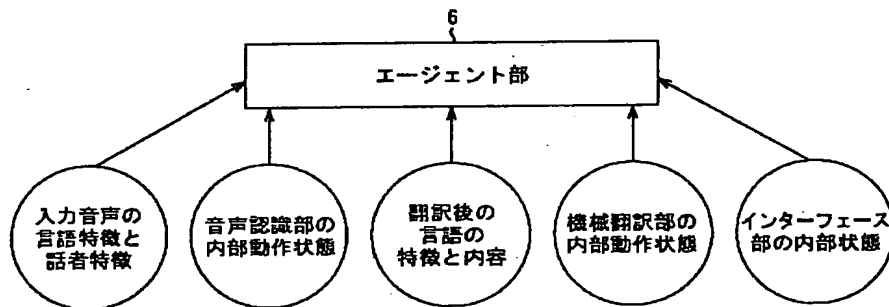 6
エージェント部
入力音声の
言語特徴と
話者特徴
音声認識部の
内部動作状態
翻訳後の
言語の
特徴と内容
機械翻訳部の
内部動作状態
インターフェース
部の内部状態